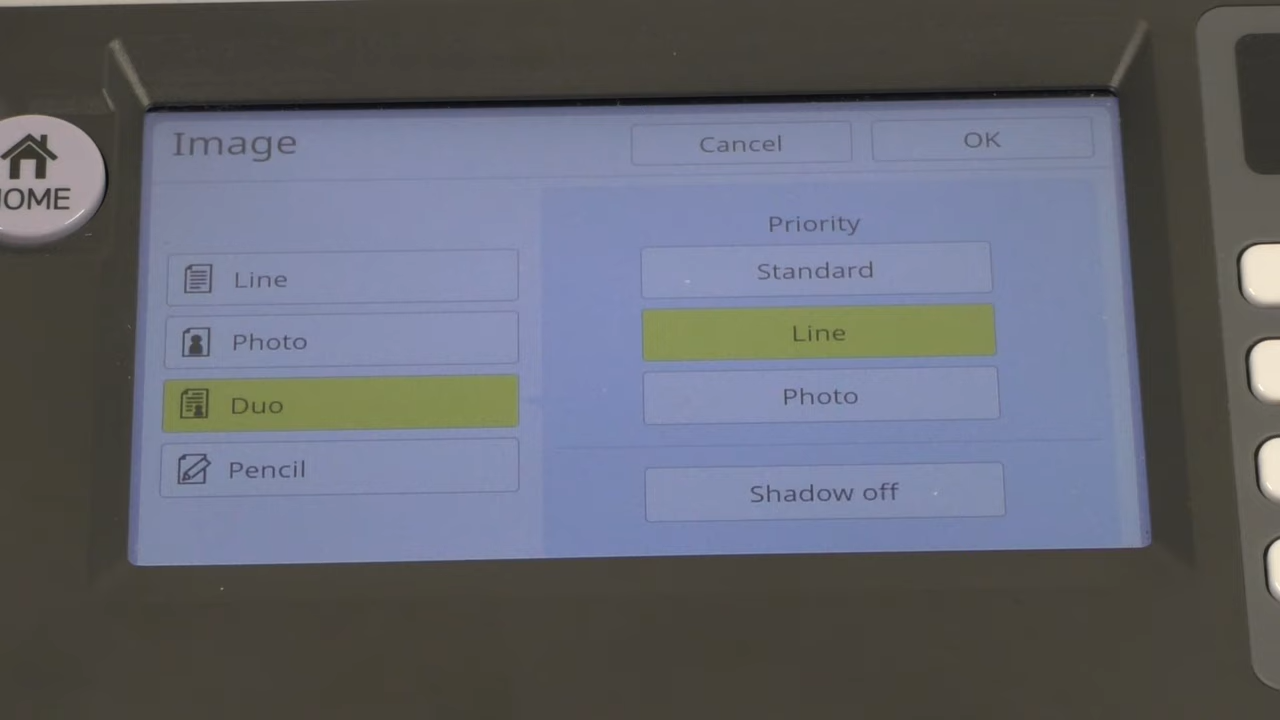 Image
Cancel
OK
HOME
Priority
Line
Standard
Photo
Line
Duo
Photo
Pencil
Shadow off